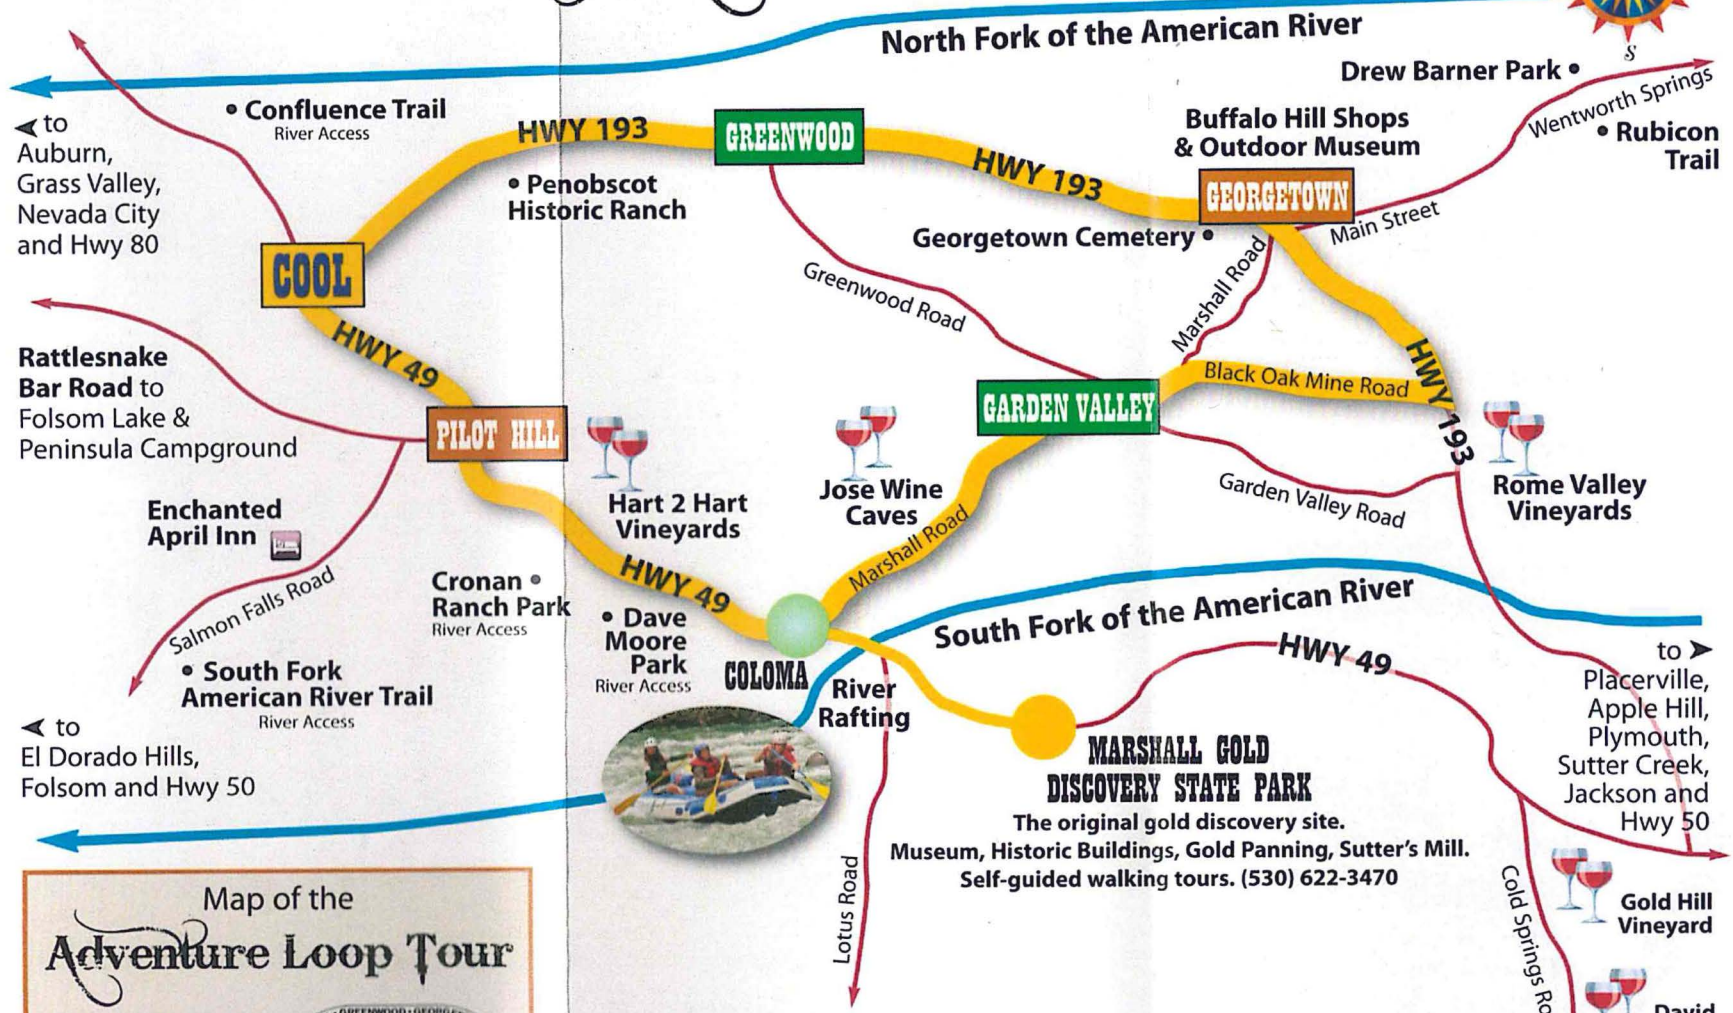 North Fork of the American River
S
Drew Barner Park
Wentworth Springs
Rubicon
Trail
Confluence Trail
River Access
to
Auburn,
Grass Valley,
Nevada City
and Hwy 80
HWY 193
GREENWOOD
HWY 193
Buffalo Hill Shops
& Outdoor Museum
GEORGETOWN
Main Street
Penobscot
Historic Ranch
Georgetown Cemetery
COOL
Greenwood Road
Marshall Road
HWY 49
HWY 193
Black Oak Mine Road
Rattlesnake
Bar Road to
Folsom Lake &
Peninsula Campground
PILOT HILL
GARDEN VALLEY
Garden Valley Road
Rome Valley
Vineyards
Hart 2 Hart
Vineyards
Jose Wine
Caves
Marshall Road
Enchanted
April Inn
Salmon Falls Road
Cronan
Ranch Park
River Access
HWY 49
Dave
Moore
Park
River Access
COLOMA
South Fork of the American River
HWY 49
River
Rafting
South Fork
American River Trail
River Access
to
El Dorado Hills,
Folsom and Hwy 50
to
Placerville,
Apple Hill,
Plymouth,
Sutter Creek,
Jackson and
Hwy 50
MARSHALL GOLD
DISCOVERY STATE PARK
The original gold discovery site.
Museum, Historic Buildings, Gold Panning, Sutter's Mill.
Self-guided walking tours. (530) 622-3470
Lotus Road
Cold Springs Ro
Gold Hill
Vineyard
David
Map of the
Adventure Loop Tour
GREENWOOD • GEORGE